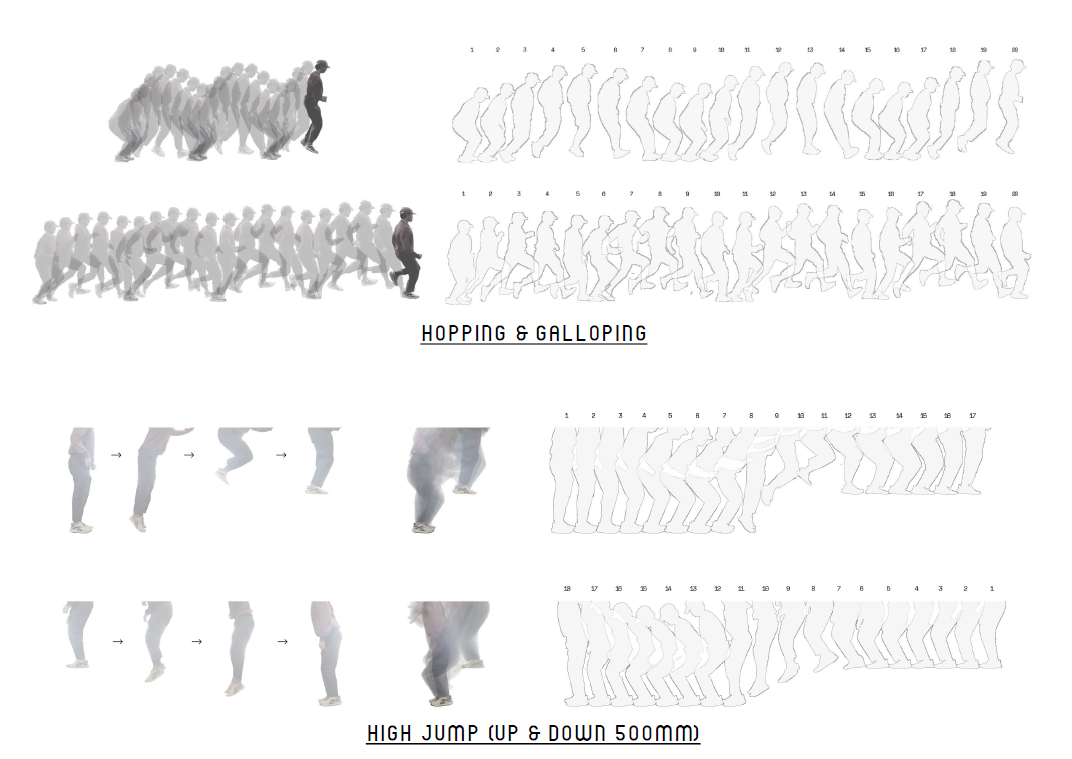 1 2 3 4 5 6 7 8 9 10 11 12 13 14 15 16 17 18 19 20
1 2 3 4 5 6 7 8 9 10 11 12 13 14 15 16 17 18 19 20
HOPPING & GALLOPING
1 2 3 4 5 6 7 8 9 10 11 12 13 14 15 16 17
→ → →
18 17 16 15 14 13 12 11 10 9 8 7 6 5 4 3 2 1
→ → →
HIGH JUMP (UP & DOWN 500MM)